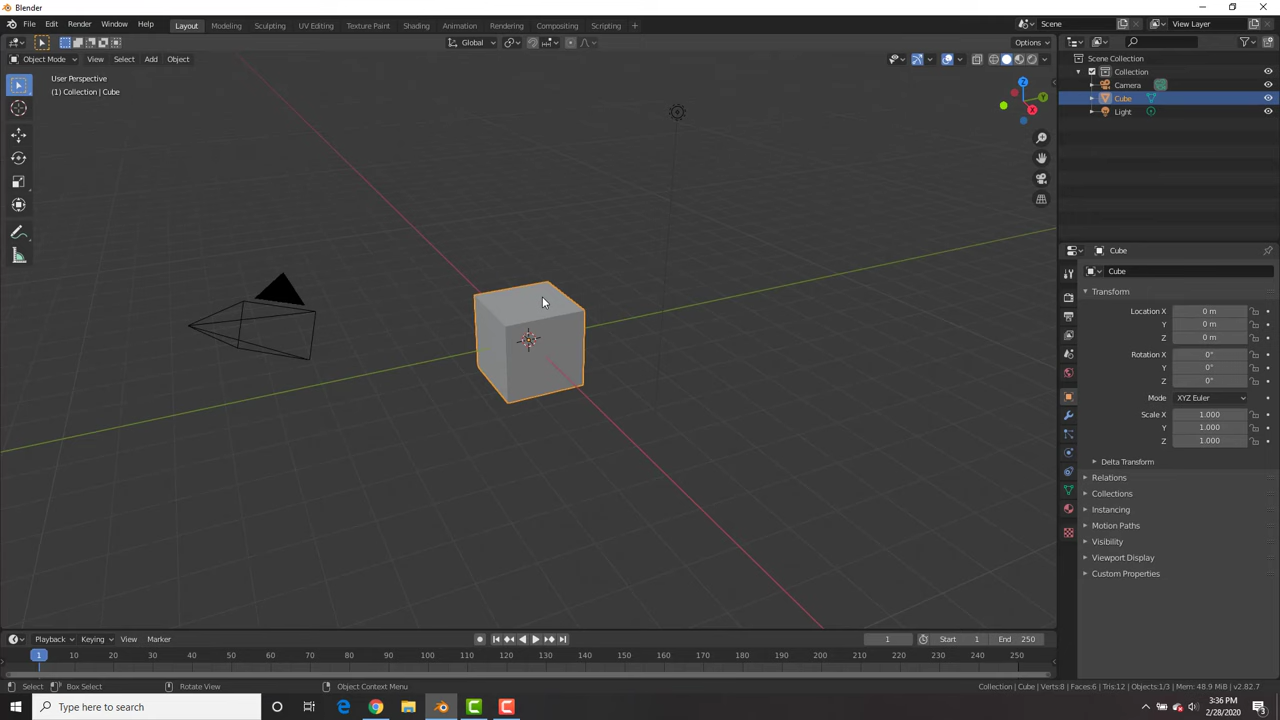 Blender
File Edit Render Window Help Layout Modeling Sculpting UV Editing Texture Paint Shading Animation Rendering Compositing Scripting + Scene View Layer
Global Options
Object Mode View Select Add Object
User Perspective
(1) Collection | Cube
Z
Y
X
Scene Collection
Collection
Camera
Cube
Light
Cube
Cube
Transform
Location X 0 m
Y 0 m
Z 0 m
Rotation X 0°
Y 0°
Z 0°
Mode XYZ Euler
Scale X 1.000
Y 1.000
Z 1.000
Delta Transform
Relations
Collections
Instancing
Motion Paths
Visibility
Viewport Display
Custom Properties
Playback Keying View Marker 1 Start 1 End 250
1 10 20 30 40 50 60 70 80 90 100 110 120 130 140 150 160 170 180 190 200 210 220 230 240 250
Select Box Select Rotate View Object Context Menu Collection | Cube | Verts:8 | Faces:6 | Tris:12 | Objects:1/3 | Mem: 48.9 MiB | v2.82.7
Type here to search
3:36 PM
2/28/2020
3